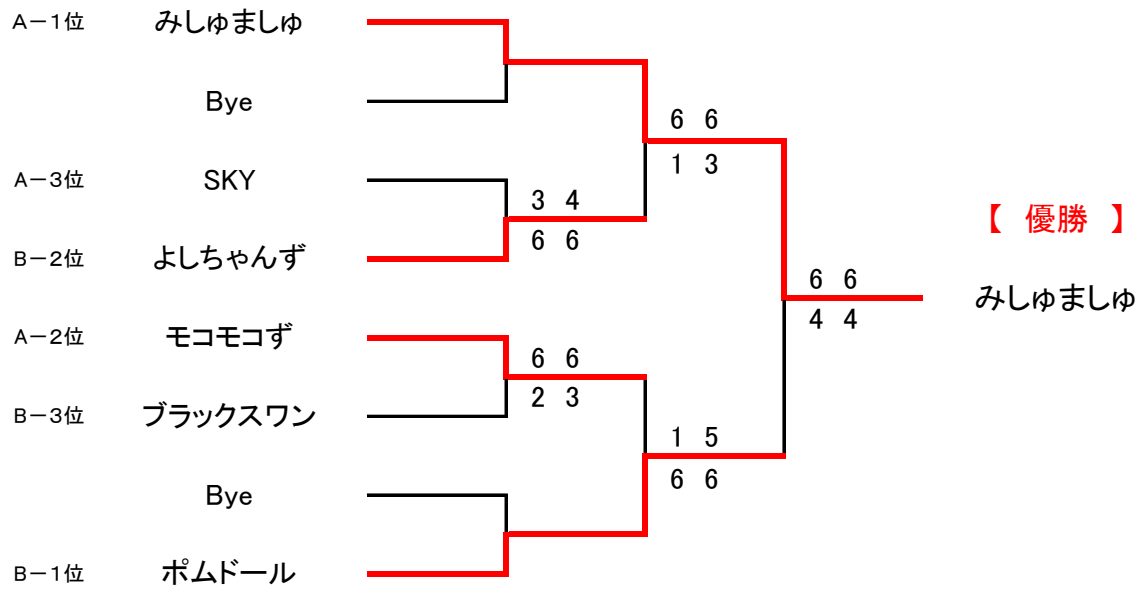 A－1位 みしゅましゅ
Bye
6 6
1 3
A－3位 SKY
3 4
6 6
B－2位 よしちゃんず
【 優勝 】
6 6
みしゅましゅ
4 4
A－2位 モコモコず
6 6
2 3
B－3位 ブラックスワン
1 5
6 6
Bye
B－1位 ポムドール